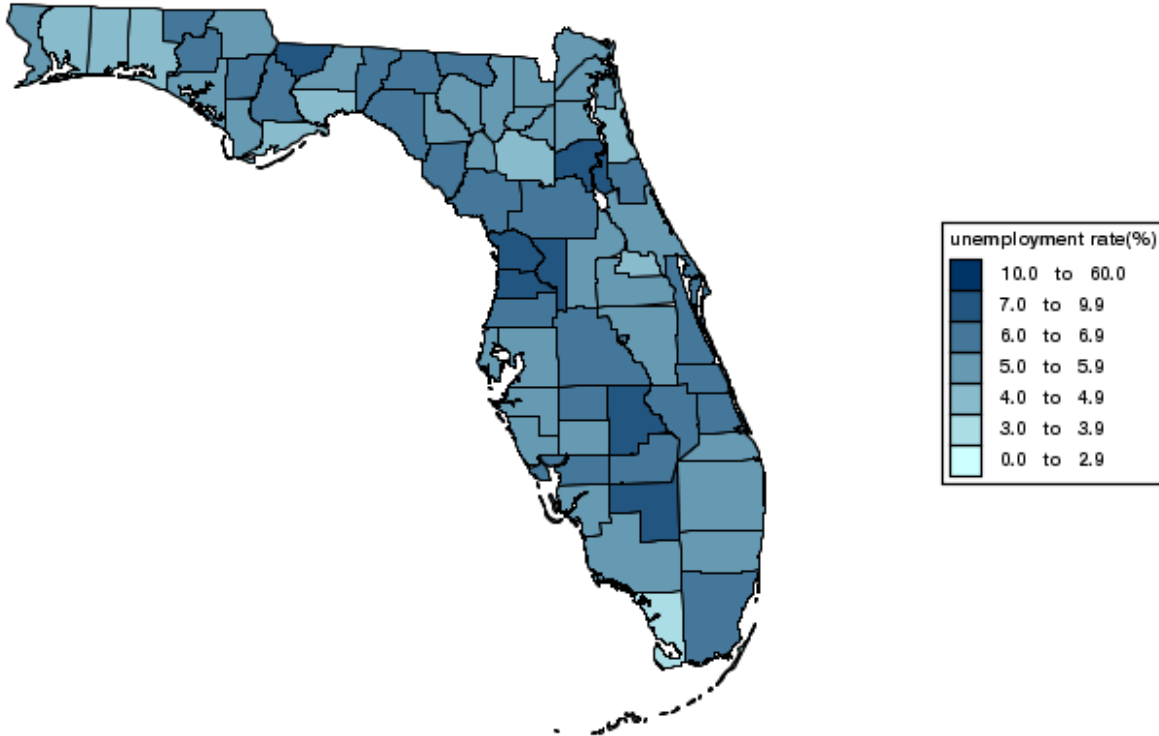 unemployment rate(%)
10.0 to 60.0
7.0 to 9.9
6.0 to 6.9
5.0 to 5.9
4.0 to 4.9
3.0 to 3.9
0.0 to 2.9